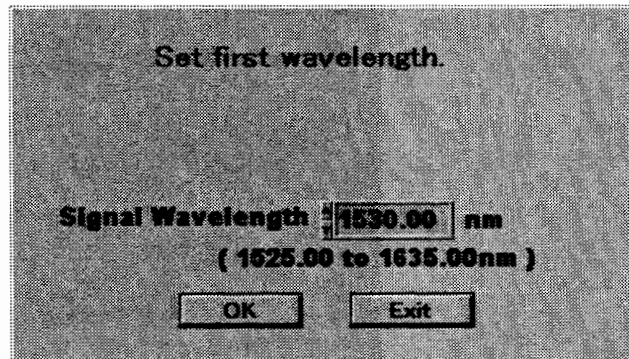 Set first wavelength.
Signal Wavelength 1530.00 nm
( 1525.00 to 1635.00nm )
OK Exit